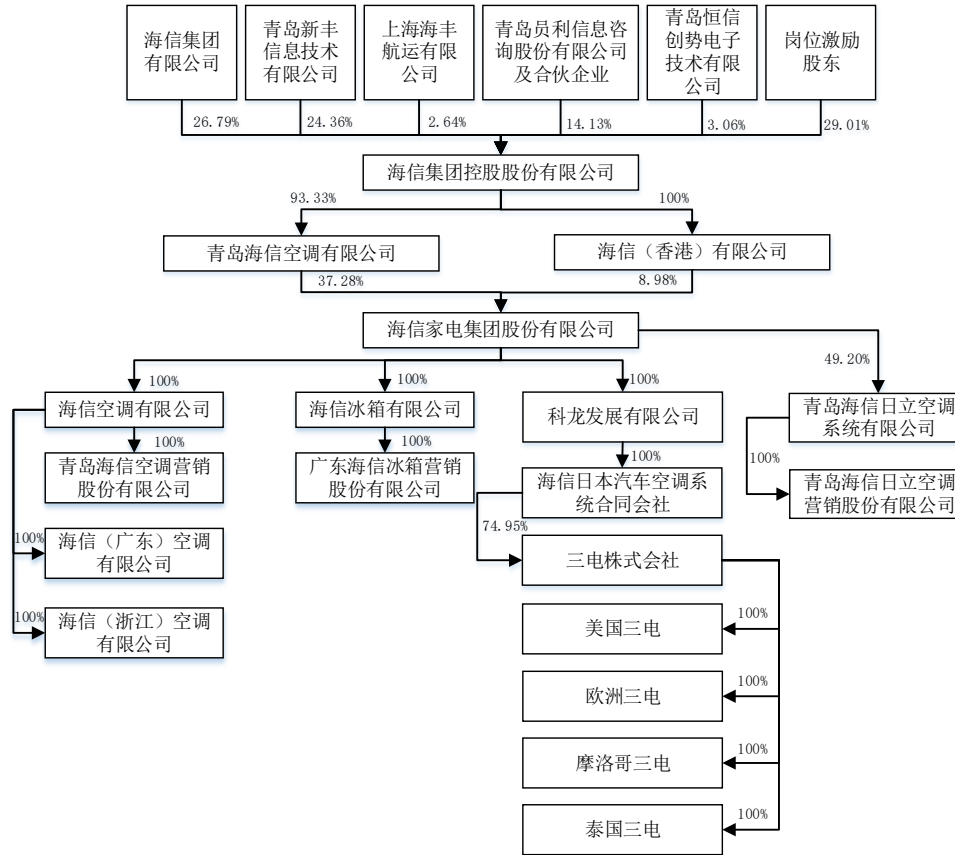 海信集团
有限公司
青岛新丰
信息技术
有限公司
上海海丰
航运有限
公司
青岛员利信息咨
询股份有限公司
及合伙企业
青岛恒信
创势电子
技术有限
公司
岗位激励
股东
26.79%
24.36%
2.64%
14.13%
3.06%
29.01%
海信集团控股股份有限公司
93.33%
100%
青岛海信空调有限公司
海信（香港）有限公司
37.28%
8.98%
海信家电集团股份有限公司
49.20%
100%
100%
100%
海信空调有限公司
海信冰箱有限公司
科龙发展有限公司
青岛海信日立空调
系统有限公司
100%
100%
100%
100%
青岛海信空调营销
股份有限公司
广东海信冰箱营销
股份有限公司
海信日本汽车空调系
统合同会社
青岛海信日立空调
营销股份有限公司
74.95%
100%
海信（广东）空调
有限公司
三电株式会社
100%
海信（浙江）空调
有限公司
100%
美国三电
100%
欧洲三电
100%
摩洛哥三电
100%
泰国三电